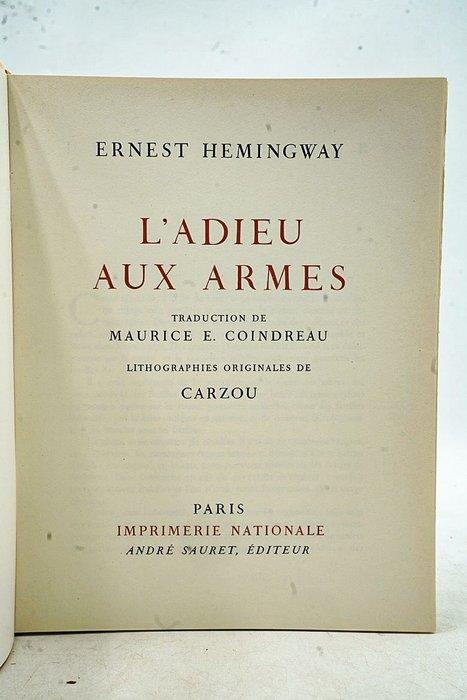 ERNEST HEMINGWAY
L'ADIEU
AUX ARMES
TRADUCTION DE
MAURICE E. COINDREAU
LITHOGRAPHIES ORIGINALES DE
CARZOU
PARIS
IMPRIMERIE NATIONALE
ANDRÉ SAURET, ÉDITEUR